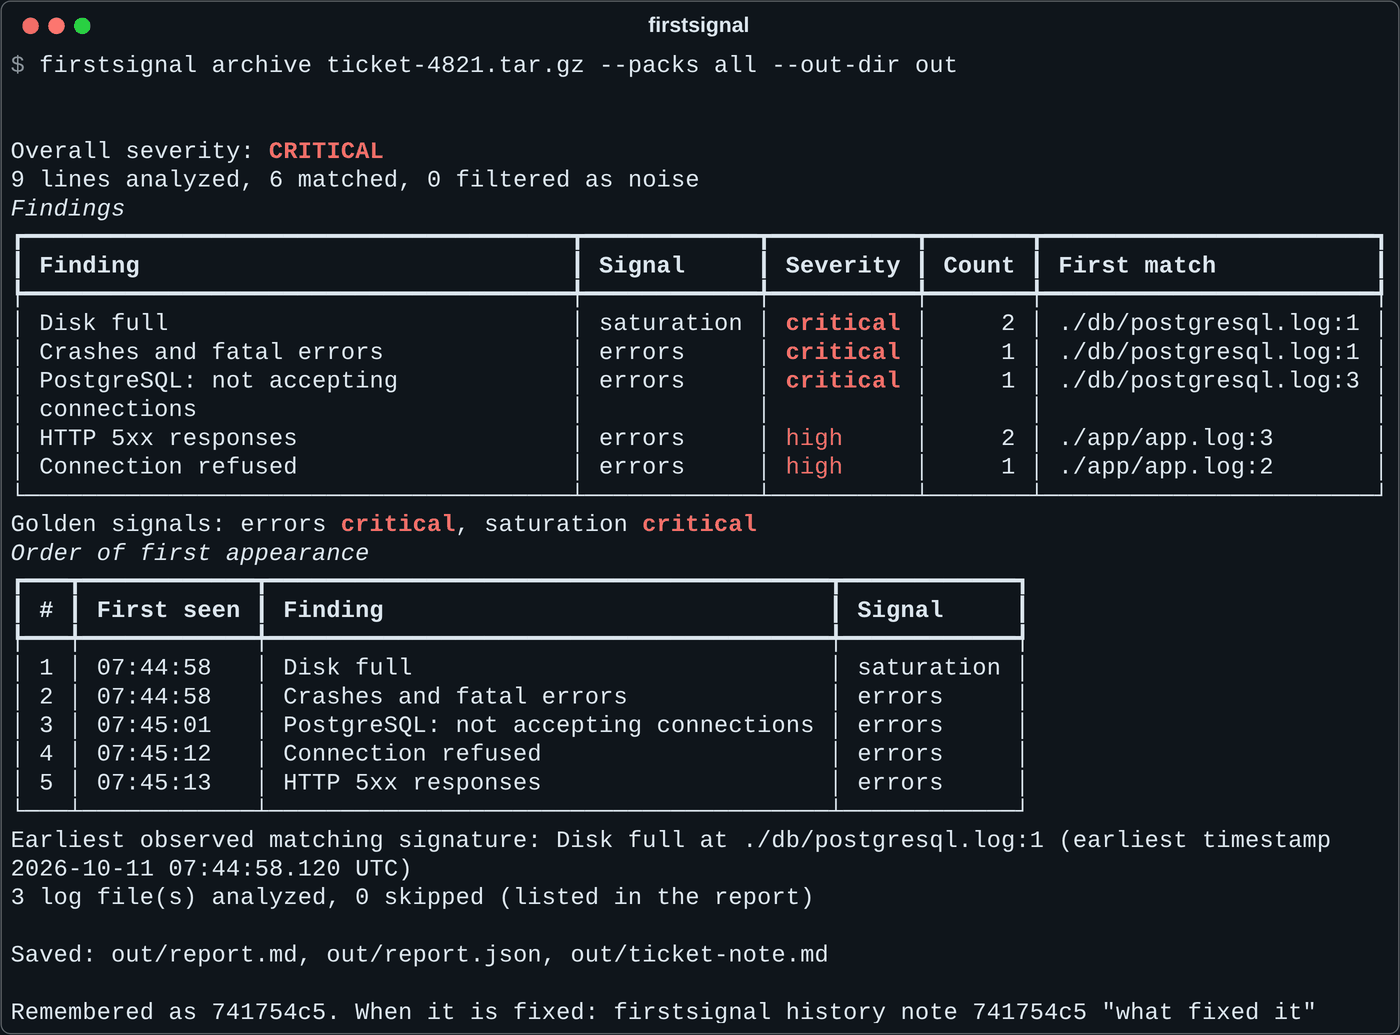 firstsignal
$ firstsignal archive ticket-4821.tar.gz --packs all --out-dir out
Overall severity: CRITICAL
9 lines analyzed, 6 matched, 0 filtered as noise
Findings
Finding Signal Severity Count First match
Disk full saturation critical 2 ./db/postgresql.log:1
Crashes and fatal errors errors critical 1 ./db/postgresql.log:1
PostgreSQL: not accepting errors critical 1 ./db/postgresql.log:3
connections
HTTP 5xx responses errors high 2 ./app/app.log:3
Connection refused errors high 1 ./app/app.log:2
Golden signals: errors critical, saturation critical
Order of first appearance
# First seen Finding Signal
1 07:44:58 Disk full saturation
2 07:44:58 Crashes and fatal errors errors
3 07:45:01 PostgreSQL: not accepting connections errors
4 07:45:12 Connection refused errors
5 07:45:13 HTTP 5xx responses errors
Earliest observed matching signature: Disk full at ./db/postgresql.log:1 (earliest timestamp
2026-10-11 07:44:58.120 UTC)
3 log file(s) analyzed, 0 skipped (listed in the report)
Saved: out/report.md, out/report.json, out/ticket-note.md
Remembered as 741754c5. When it is fixed: firstsignal history note 741754c5 "what fixed it"